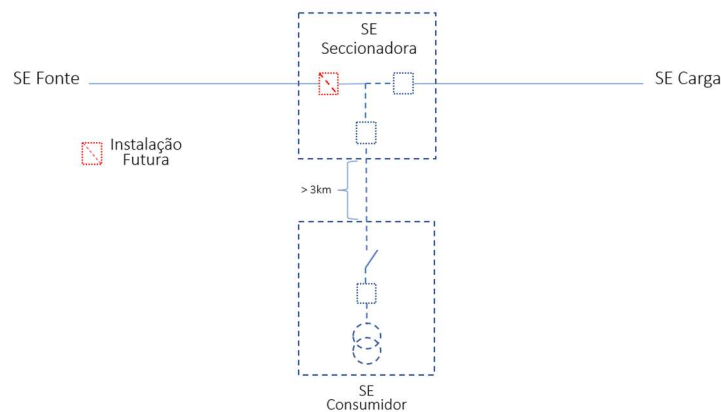 SE
Seccionadora
SE Fonte
SE Carga
Instalação
Futura
> 3km
SE
Consumidor